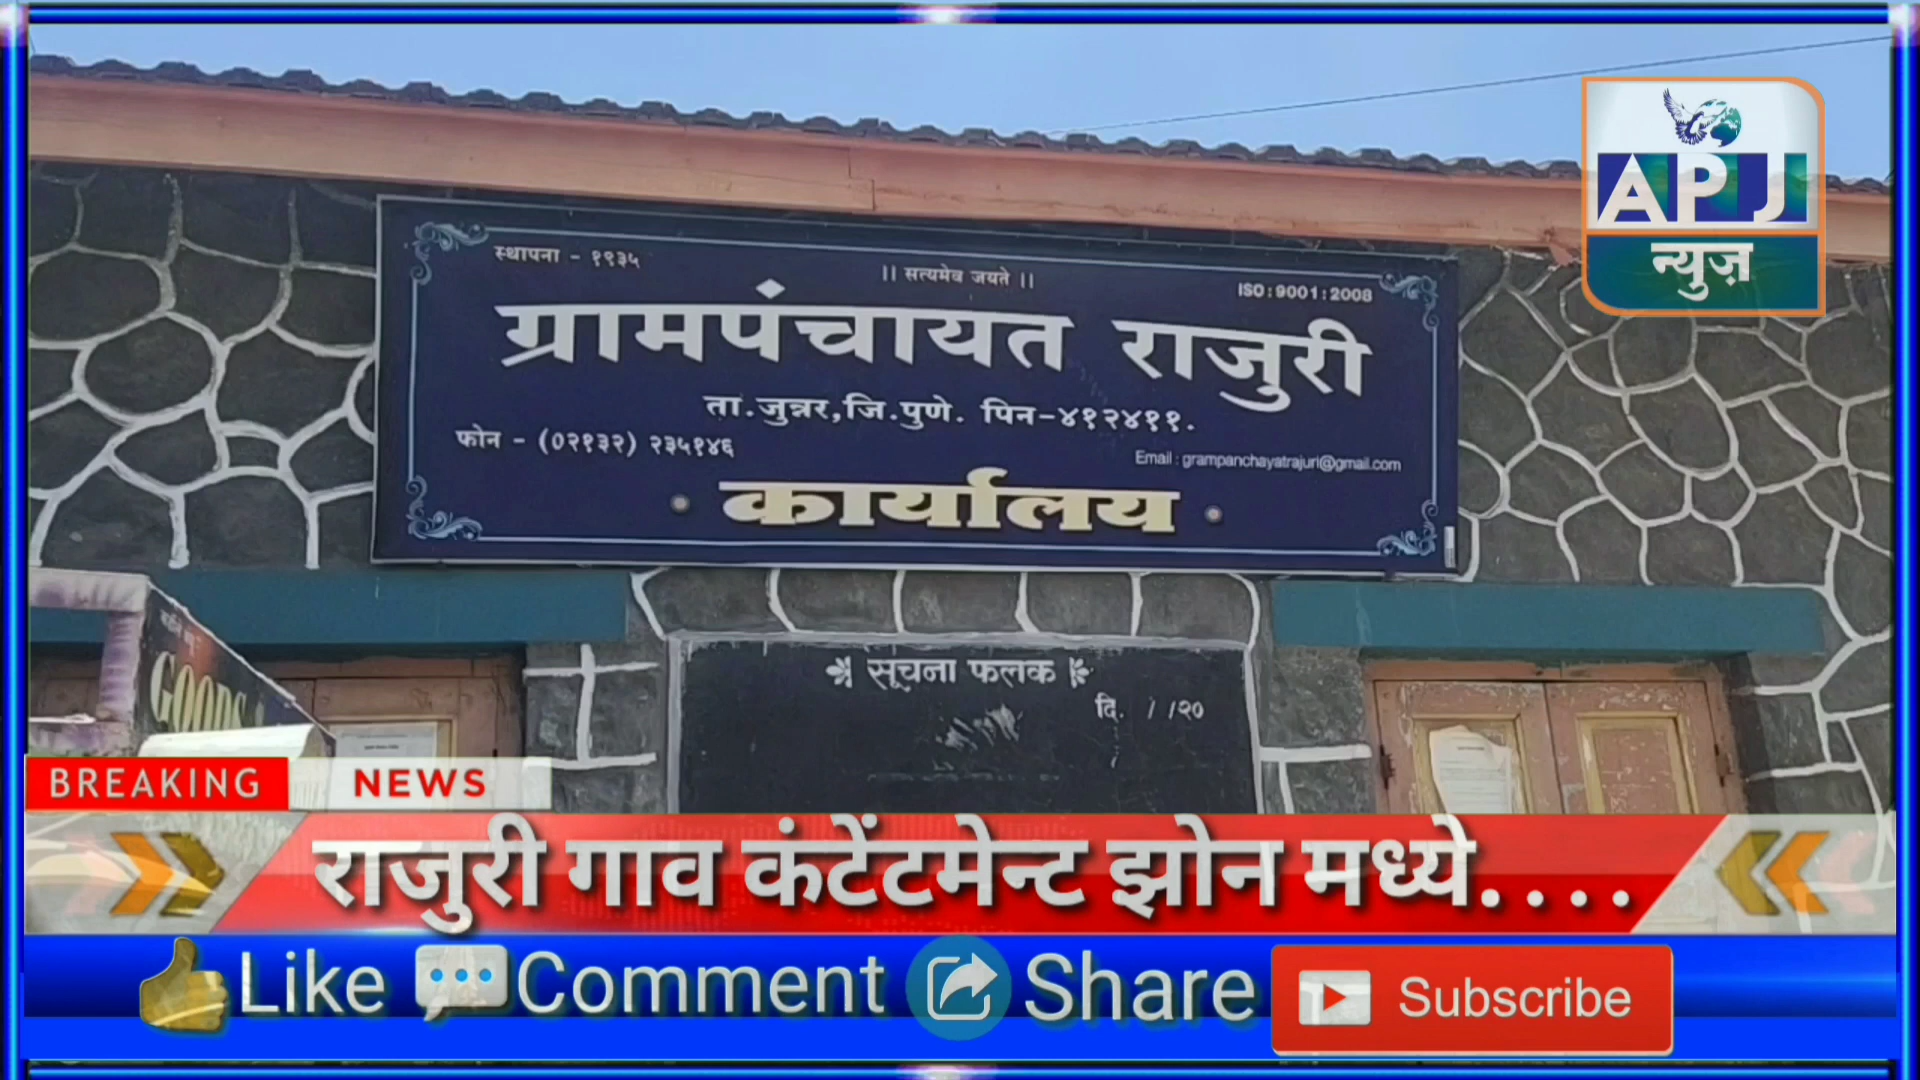 स्थापना - १९३५
।। सत्यमेव जयते ।।
ISO:9001:2008
ग्रामपंचायत राजुरी
ता.जुन्नर,जि.पुणे. पिन-४१२४११.
फोन - (०२१३२) २३५१४६
Email : grampanchayatrajuri@gmail.com
कार्यालय
APJ
न्युज़
सूचना फलक
दि. / /२०
GOODS
BREAKING NEWS
राजुरी गाव कंटेंटमेन्ट झोन मध्ये....
Like Comment Share Subscribe